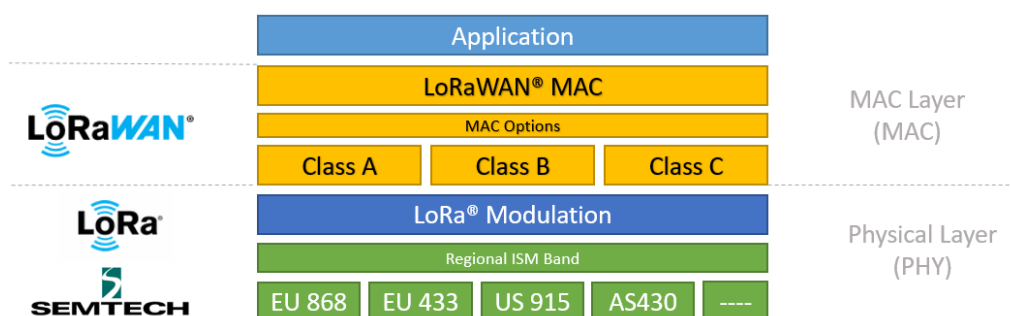 Application
LoRaWAN® MAC
LoRaWAN®
MAC Layer
(MAC)
MAC Options
Class A
Class B
Class C
LoRa®
LoRa® Modulation
Physical Layer
(PHY)
Regional ISM Band
SEMTECH
EU 868
EU 433
US 915
AS430
----